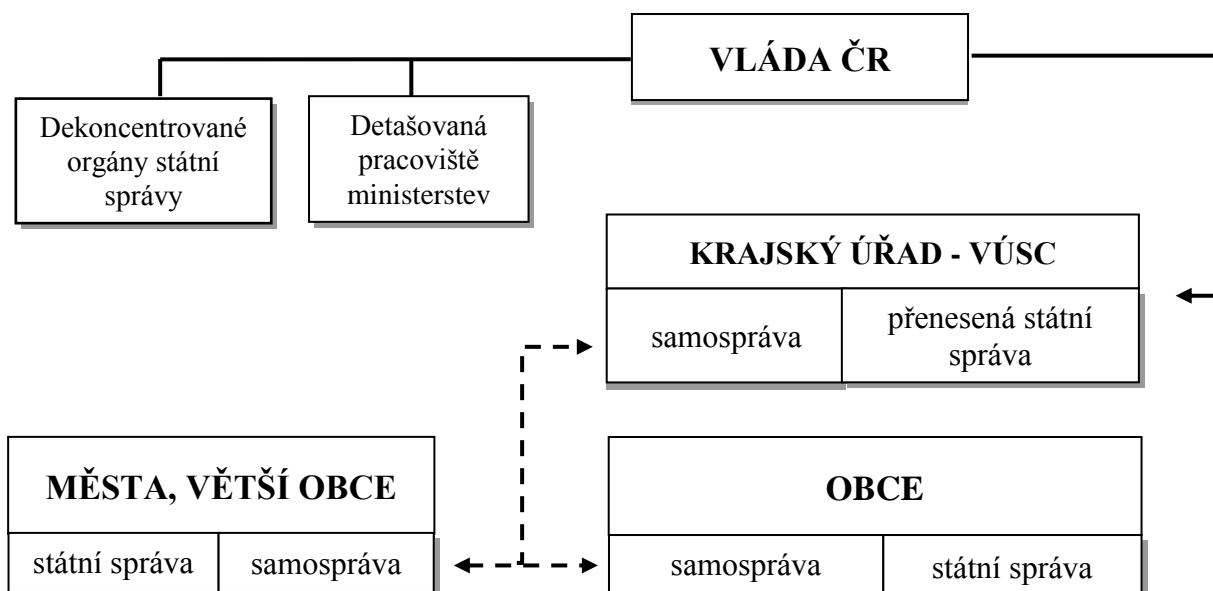 VLÁDA ČR
Dekoncentrované
orgány státní
správy
Detašovaná
pracoviště
ministerstev
KRAJSKÝ ÚŘAD - VÚSC
samospráva
přenesená státní
správa
MĚSTA, VĚTŠÍ OBCE
státní správa
samospráva
OBCE
samospráva
státní správa